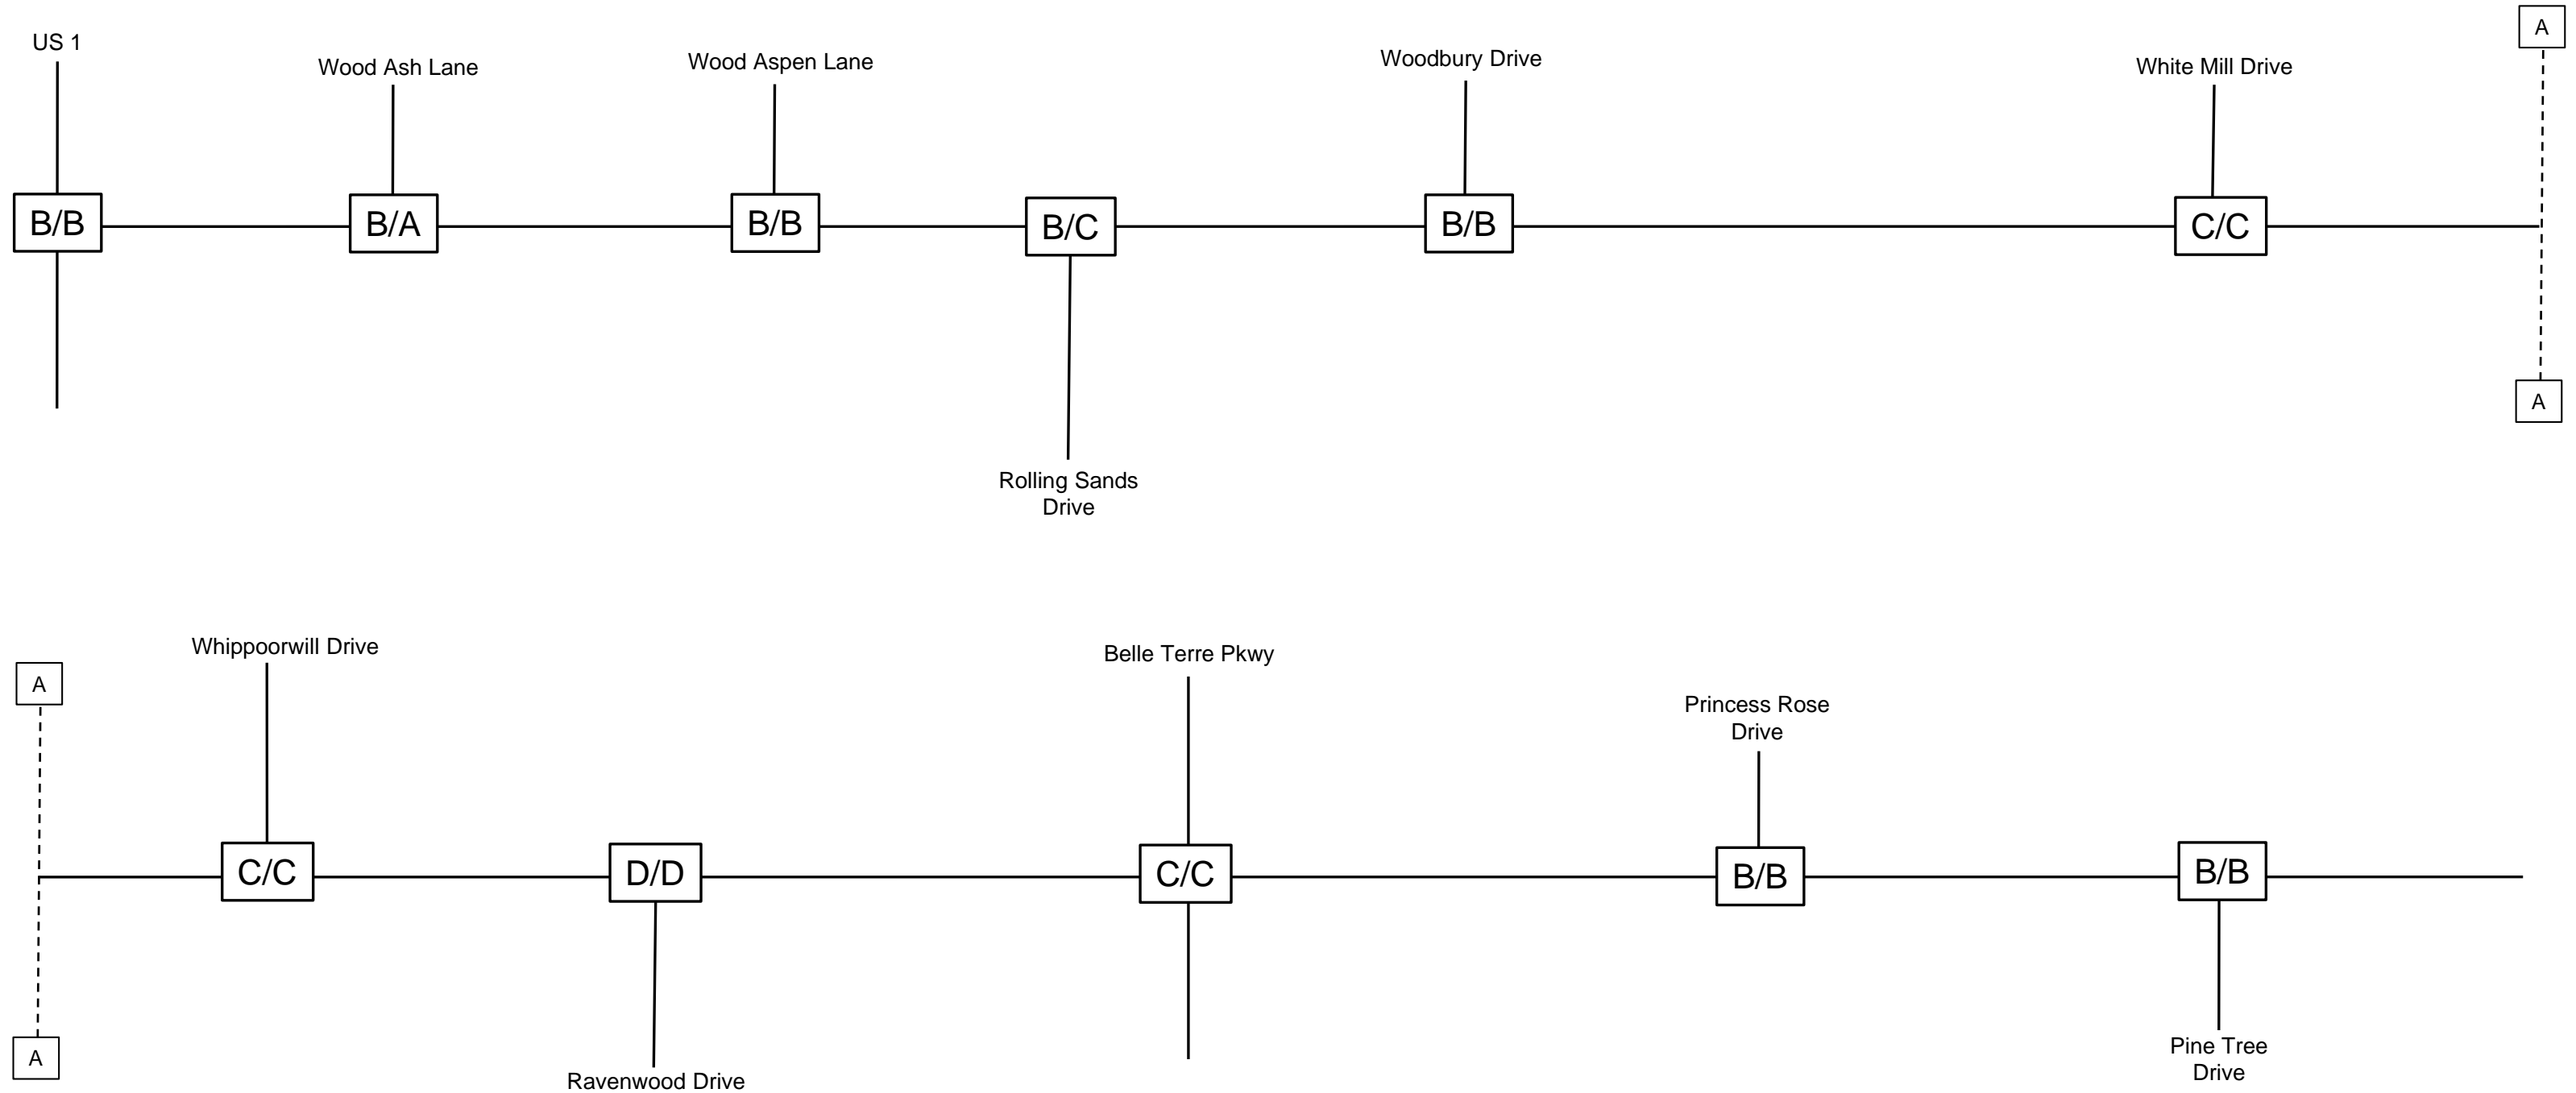 A
US 1
Wood Ash Lane
Wood Aspen Lane
Woodbury Drive
White Mill Drive
B/B
B/A
B/B
B/C
B/B
C/C
A
Rolling Sands
Drive
Whippoorwill Drive
Belle Terre Pkwy
A
Princess Rose
Drive
C/C
D/D
C/C
B/B
B/B
A
Ravenwood Drive
Pine Tree
Drive